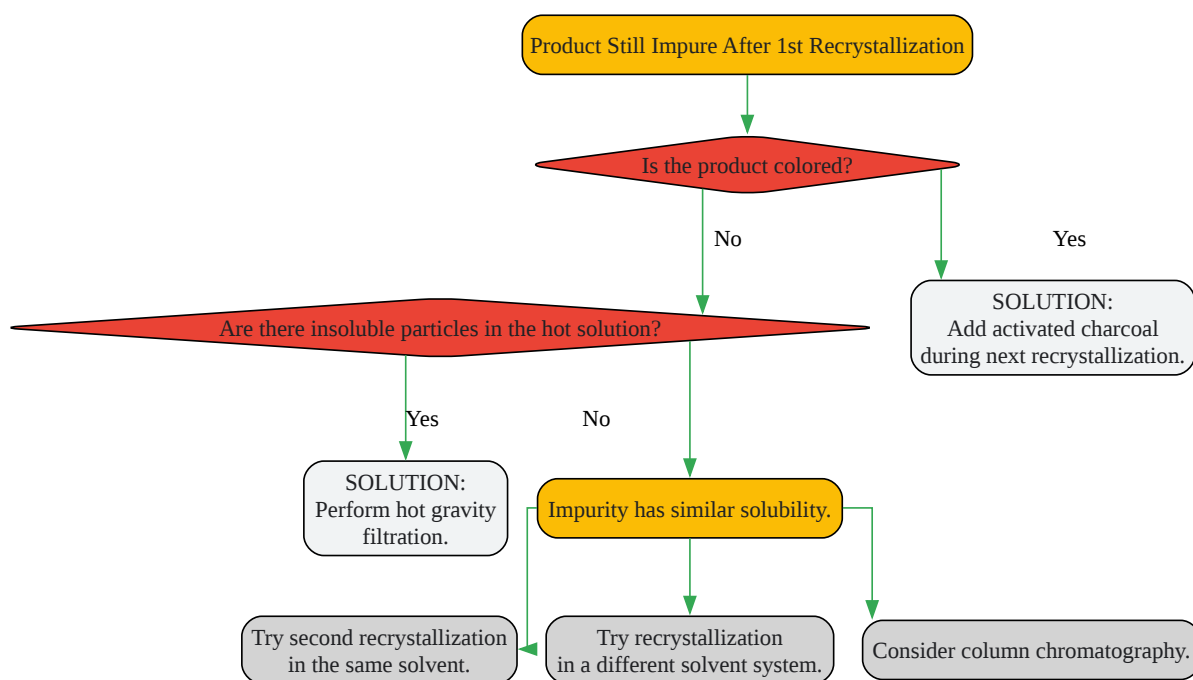 Product Still Impure After 1st Recrystallization
Is the product colored?
No
Yes
SOLUTION:
Add activated charcoal
during next recrystallization.
Are there insoluble particles in the hot solution?
Yes
No
SOLUTION:
Perform hot gravity
filtration.
Impurity has similar solubility.
Try second recrystallization
in the same solvent.
Try recrystallization
in a different solvent system.
Consider column chromatography.